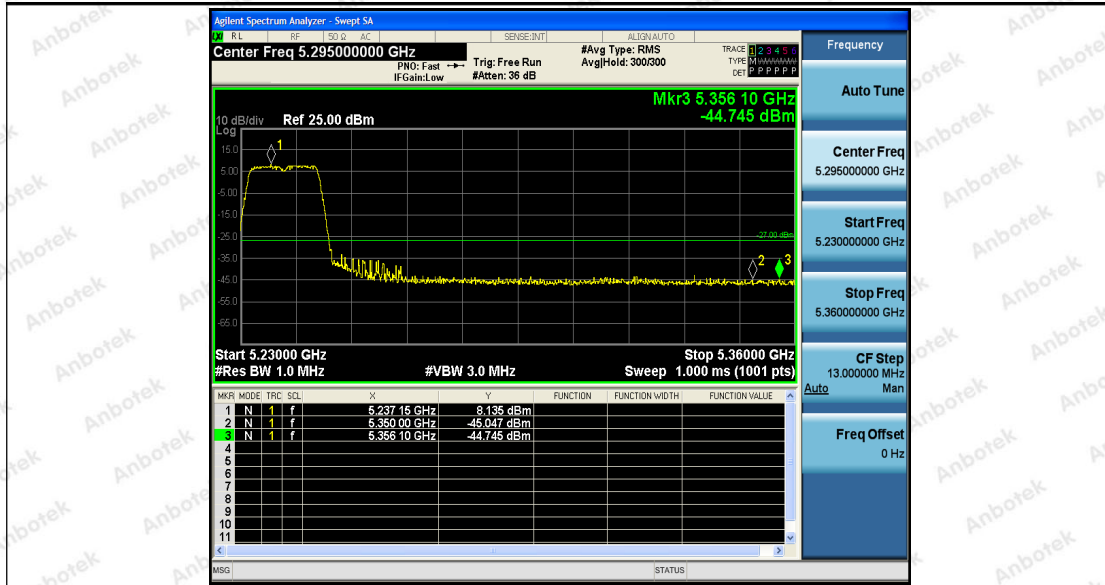 Agilent Spectrum Analyzer - Swept SA
RL RF 50 Ω AC SENSE:INT ALIGNAUTO
Center Freq 5.295000000 GHz
PNO: Fast
IFGain:Low
Trig: Free Run
#Atten: 36 dB
#Avg Type: RMS
Avg|Hold: 300/300
TRACE 1 2 3 4 5 6
TYPE M
DET P P P P P P
Mkr3 5.356 10 GHz
-44.745 dBm
10 dB/div Ref 25.00 dBm
Log
15.0
5.00
-5.00
-15.0
-25.0
-35.0
-45.0
-55.0
-65.0
1
-27.00 dBm
2
3
Start 5.23000 GHz Stop 5.36000 GHz
#Res BW 1.0 MHz #VBW 3.0 MHz Sweep 1.000 ms (1001 pts)
MKR MODE TRC SCL X Y FUNCTION FUNCTION WIDTH FUNCTION VALUE
1 N 1 f 5.237 15 GHz 8.135 dBm
2 N 1 f 5.350 00 GHz -45.047 dBm
3 N 1 f 5.356 10 GHz -44.745 dBm
4
5
6
7
8
9
10
11
MSG STATUS
Frequency
Auto Tune
Center Freq
5.295000000 GHz
Start Freq
5.230000000 GHz
Stop Freq
5.360000000 GHz
CF Step
13.000000 MHz
Auto Man
Freq Offset
0 Hz
Anbotek